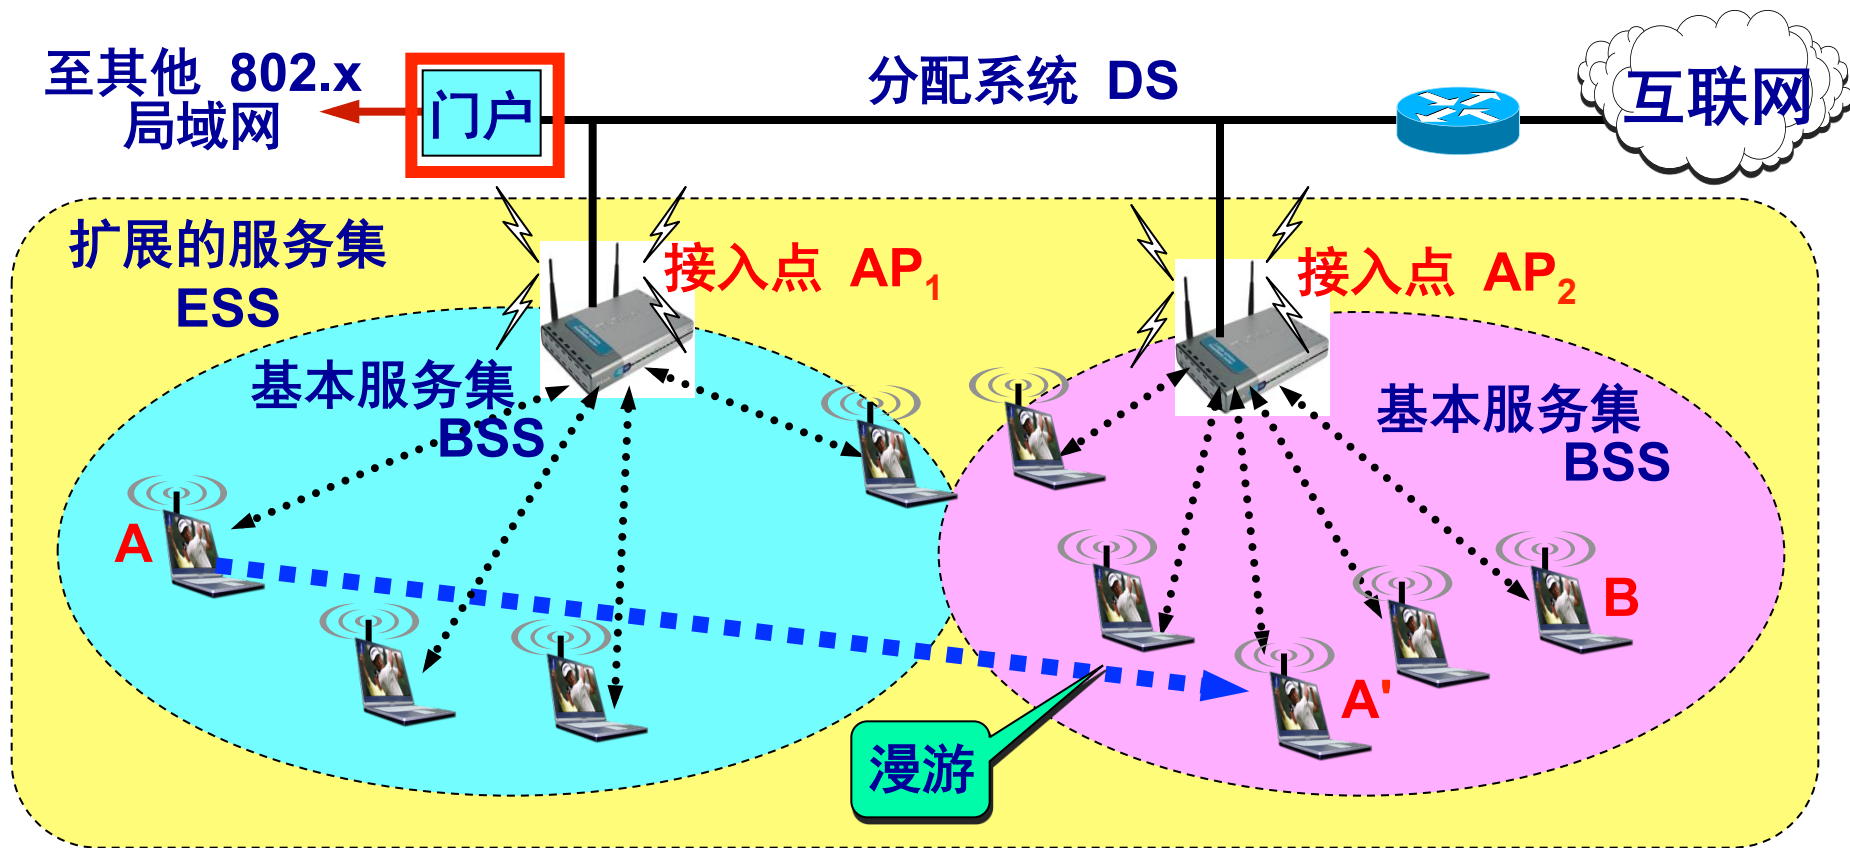 至其他 802.x
局域网
门户
分配系统 DS
互联网
扩展的服务集
ESS
接入点 AP₁
接入点 AP₂
基本服务集
BSS
基本服务集
BSS
A
B
A'
漫游